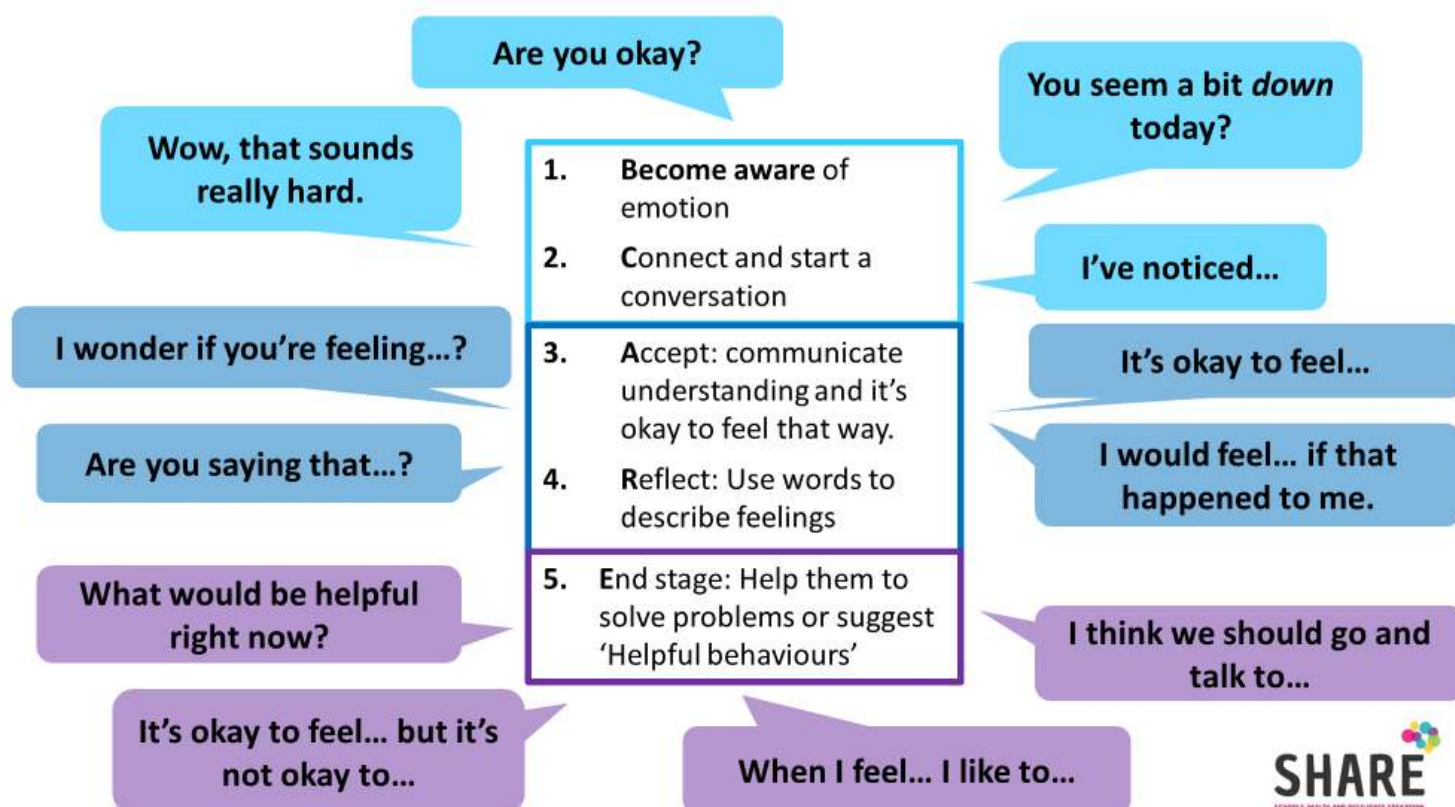 Are you okay?
You seem a bit down
today?
Wow, that sounds
really hard.
I've noticed…
1. Become aware of
emotion
2. Connect and start a
conversation
I wonder if you're feeling…?
It's okay to feel…
Are you saying that…?
I would feel… if that
happened to me.
3. Accept: communicate
understanding and it's
okay to feel that way.
4. Reflect: Use words to
describe feelings
What would be helpful
right now?
I think we should go and
talk to…
5. End stage: Help them to
solve problems or suggest
'Helpful behaviours'
It's okay to feel… but it's
not okay to…
When I feel… I like to…
SHARE
SCHOOLS HEALTH AND RESILIENCE EDUCATION